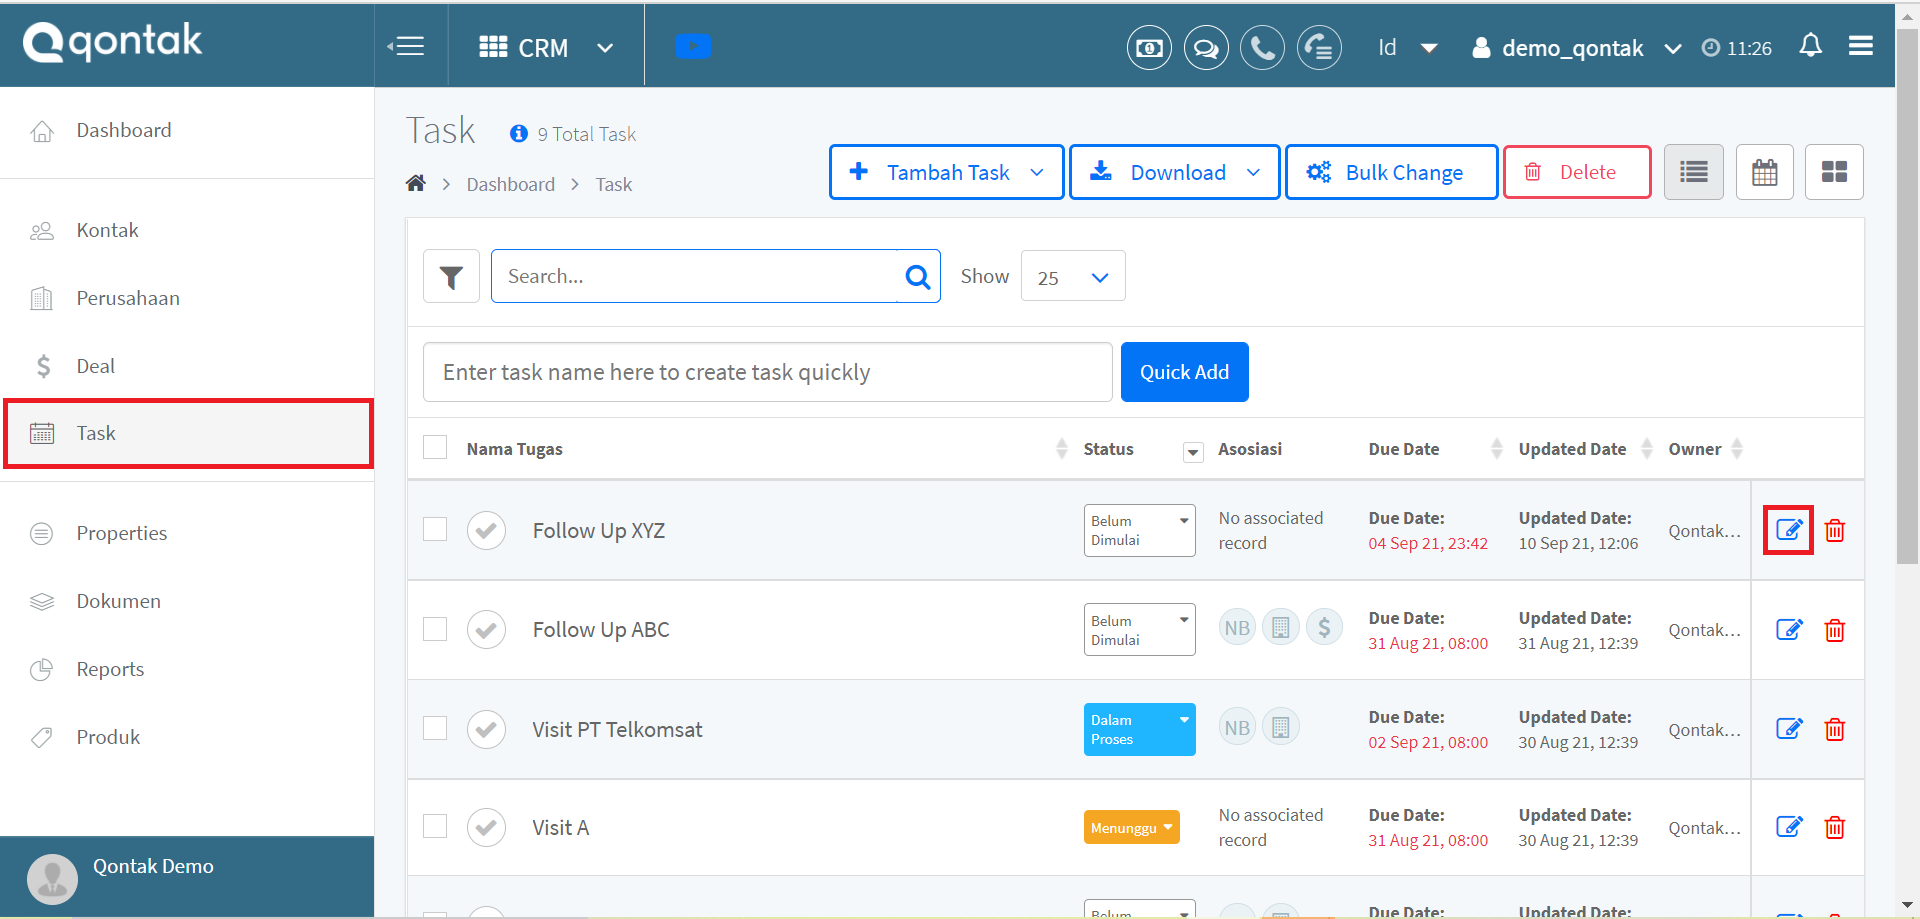 qontak
CRM
Id
demo_qontak
11:26
Dashboard
Kontak
Perusahaan
Deal
Task
Properties
Dokumen
Reports
Produk
Qontak Demo
Task
9 Total Task
Dashboard
Task
Tambah Task
Download
Bulk Change
Delete
Search...
Show
25
Enter task name here to create task quickly
Quick Add
Nama Tugas
Status
Asosiasi
Due Date
Updated Date
Owner
Follow Up XYZ
Belum
Dimulai
No associated
record
Due Date:
04 Sep 21, 23:42
Updated Date:
10 Sep 21, 12:06
Qontak...
Follow Up ABC
Belum
Dimulai
NB
Due Date:
31 Aug 21, 08:00
Updated Date:
31 Aug 21, 12:39
Qontak...
Visit PT Telkomsat
Dalam
Proses
NB
Due Date:
02 Sep 21, 08:00
Updated Date:
30 Aug 21, 12:39
Qontak...
Visit A
Menunggu
No associated
record
Due Date:
31 Aug 21, 08:00
Updated Date:
30 Aug 21, 12:39
Qontak...
Belum
Due Date:
Updated Date: